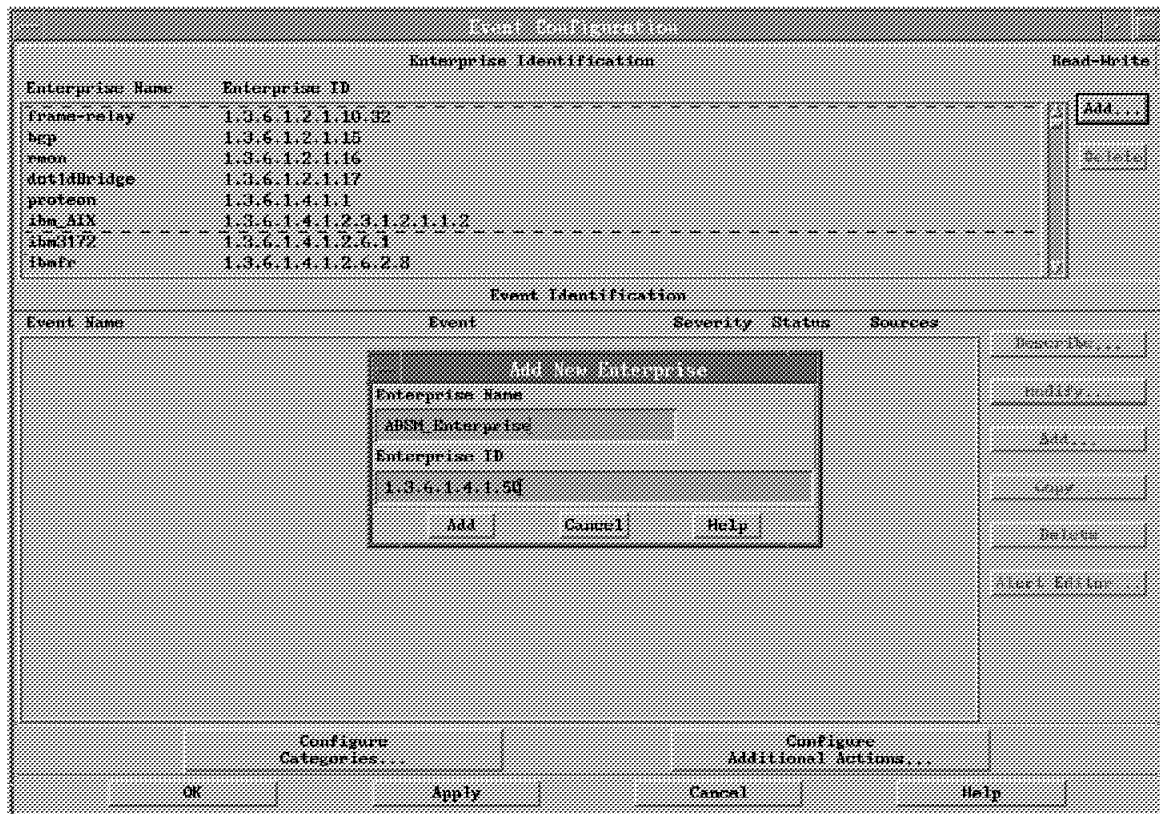 Event Configuration
Enterprise Identification
Read-Write
Enterprise Name Enterprise ID
frame-relay 1.3.6.1.2.1.10.32
bgp 1.3.6.1.2.1.15
rmon 1.3.6.1.2.1.16
dot1dBridge 1.3.6.1.2.1.17
proteon 1.3.6.1.4.1.1
ibm_AIX 1.3.6.1.4.1.2.3.1.2.1.1.2
ibm3172 1.3.6.1.4.1.2.6.1
ibmfr 1.3.6.1.4.1.2.6.2.8
Add...
Delete
Event Identification
Event Name Event Severity Status Sources
Add New Enterprise
Enterprise Name
ADSM_Enterprise
Enterprise ID
1.3.6.1.4.1.50
Add Cancel Help
Describe...
Modify...
Add...
Copy
Delete
Alert Editor...
Configure
Categories...
Configure
Additional Actions...
OK Apply Cancel Help